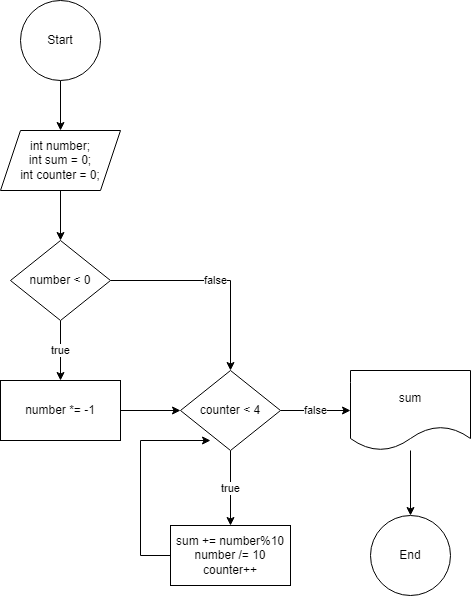 Start
int number;
int sum = 0;
int counter = 0;
number < 0
false
true
number *= -1
counter < 4
false
sum
true
sum += number%10
number /= 10
counter++
End